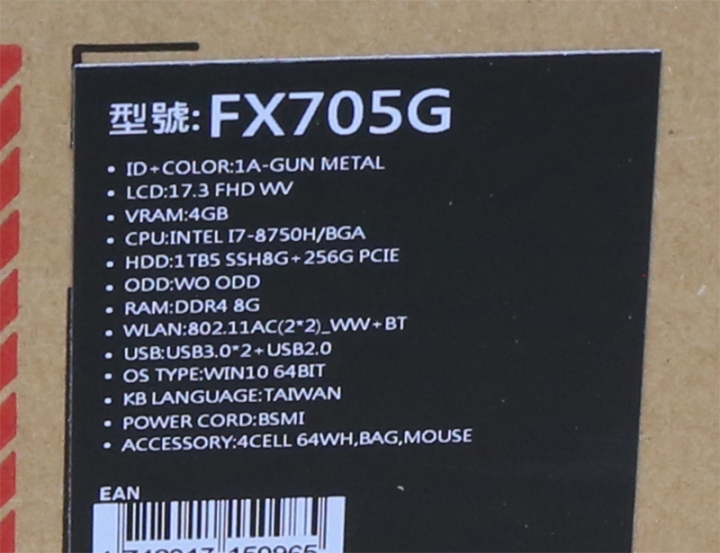 型號:FX705G
• ID+COLOR:1A-GUN METAL
• LCD:17.3 FHD WV
• VRAM:4GB
• CPU:INTEL I7-8750H/BGA
• HDD:1TB5 SSH8G+256G PCIE
• ODD:WO ODD
• RAM:DDR4 8G
• WLAN:802.11AC(2*2)_WW+BT
• USB:USB3.0*2+USB2.0
• OS TYPE:WIN10 64BIT
• KB LANGUAGE:TAIWAN
• POWER CORD:BSMI
• ACCESSORY:4CELL 64WH,BAG,MOUSE
EAN